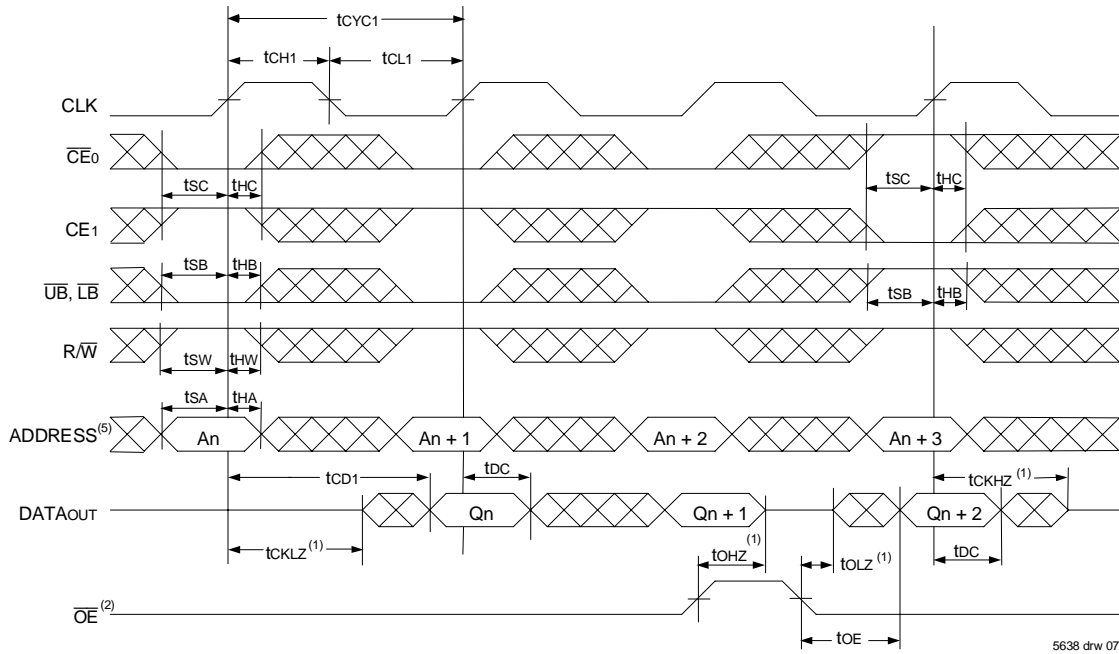 tCYC1
tCH1 tCL1
CLK
CE0
tSC tHC tSC tHC
CE1
tSB tHB
UB, LB
tSB tHB
R/W
tSW tHW
tSA tHA
ADDRESS(5) An An + 1 An + 2 An + 3
tCD1 tDC tCKHZ (1)
DATAOUT Qn Qn + 1 Qn + 2
tCKLZ (1) tOHZ (1) tOLZ (1) tDC
OE (2)
tOE
5638 drw 07